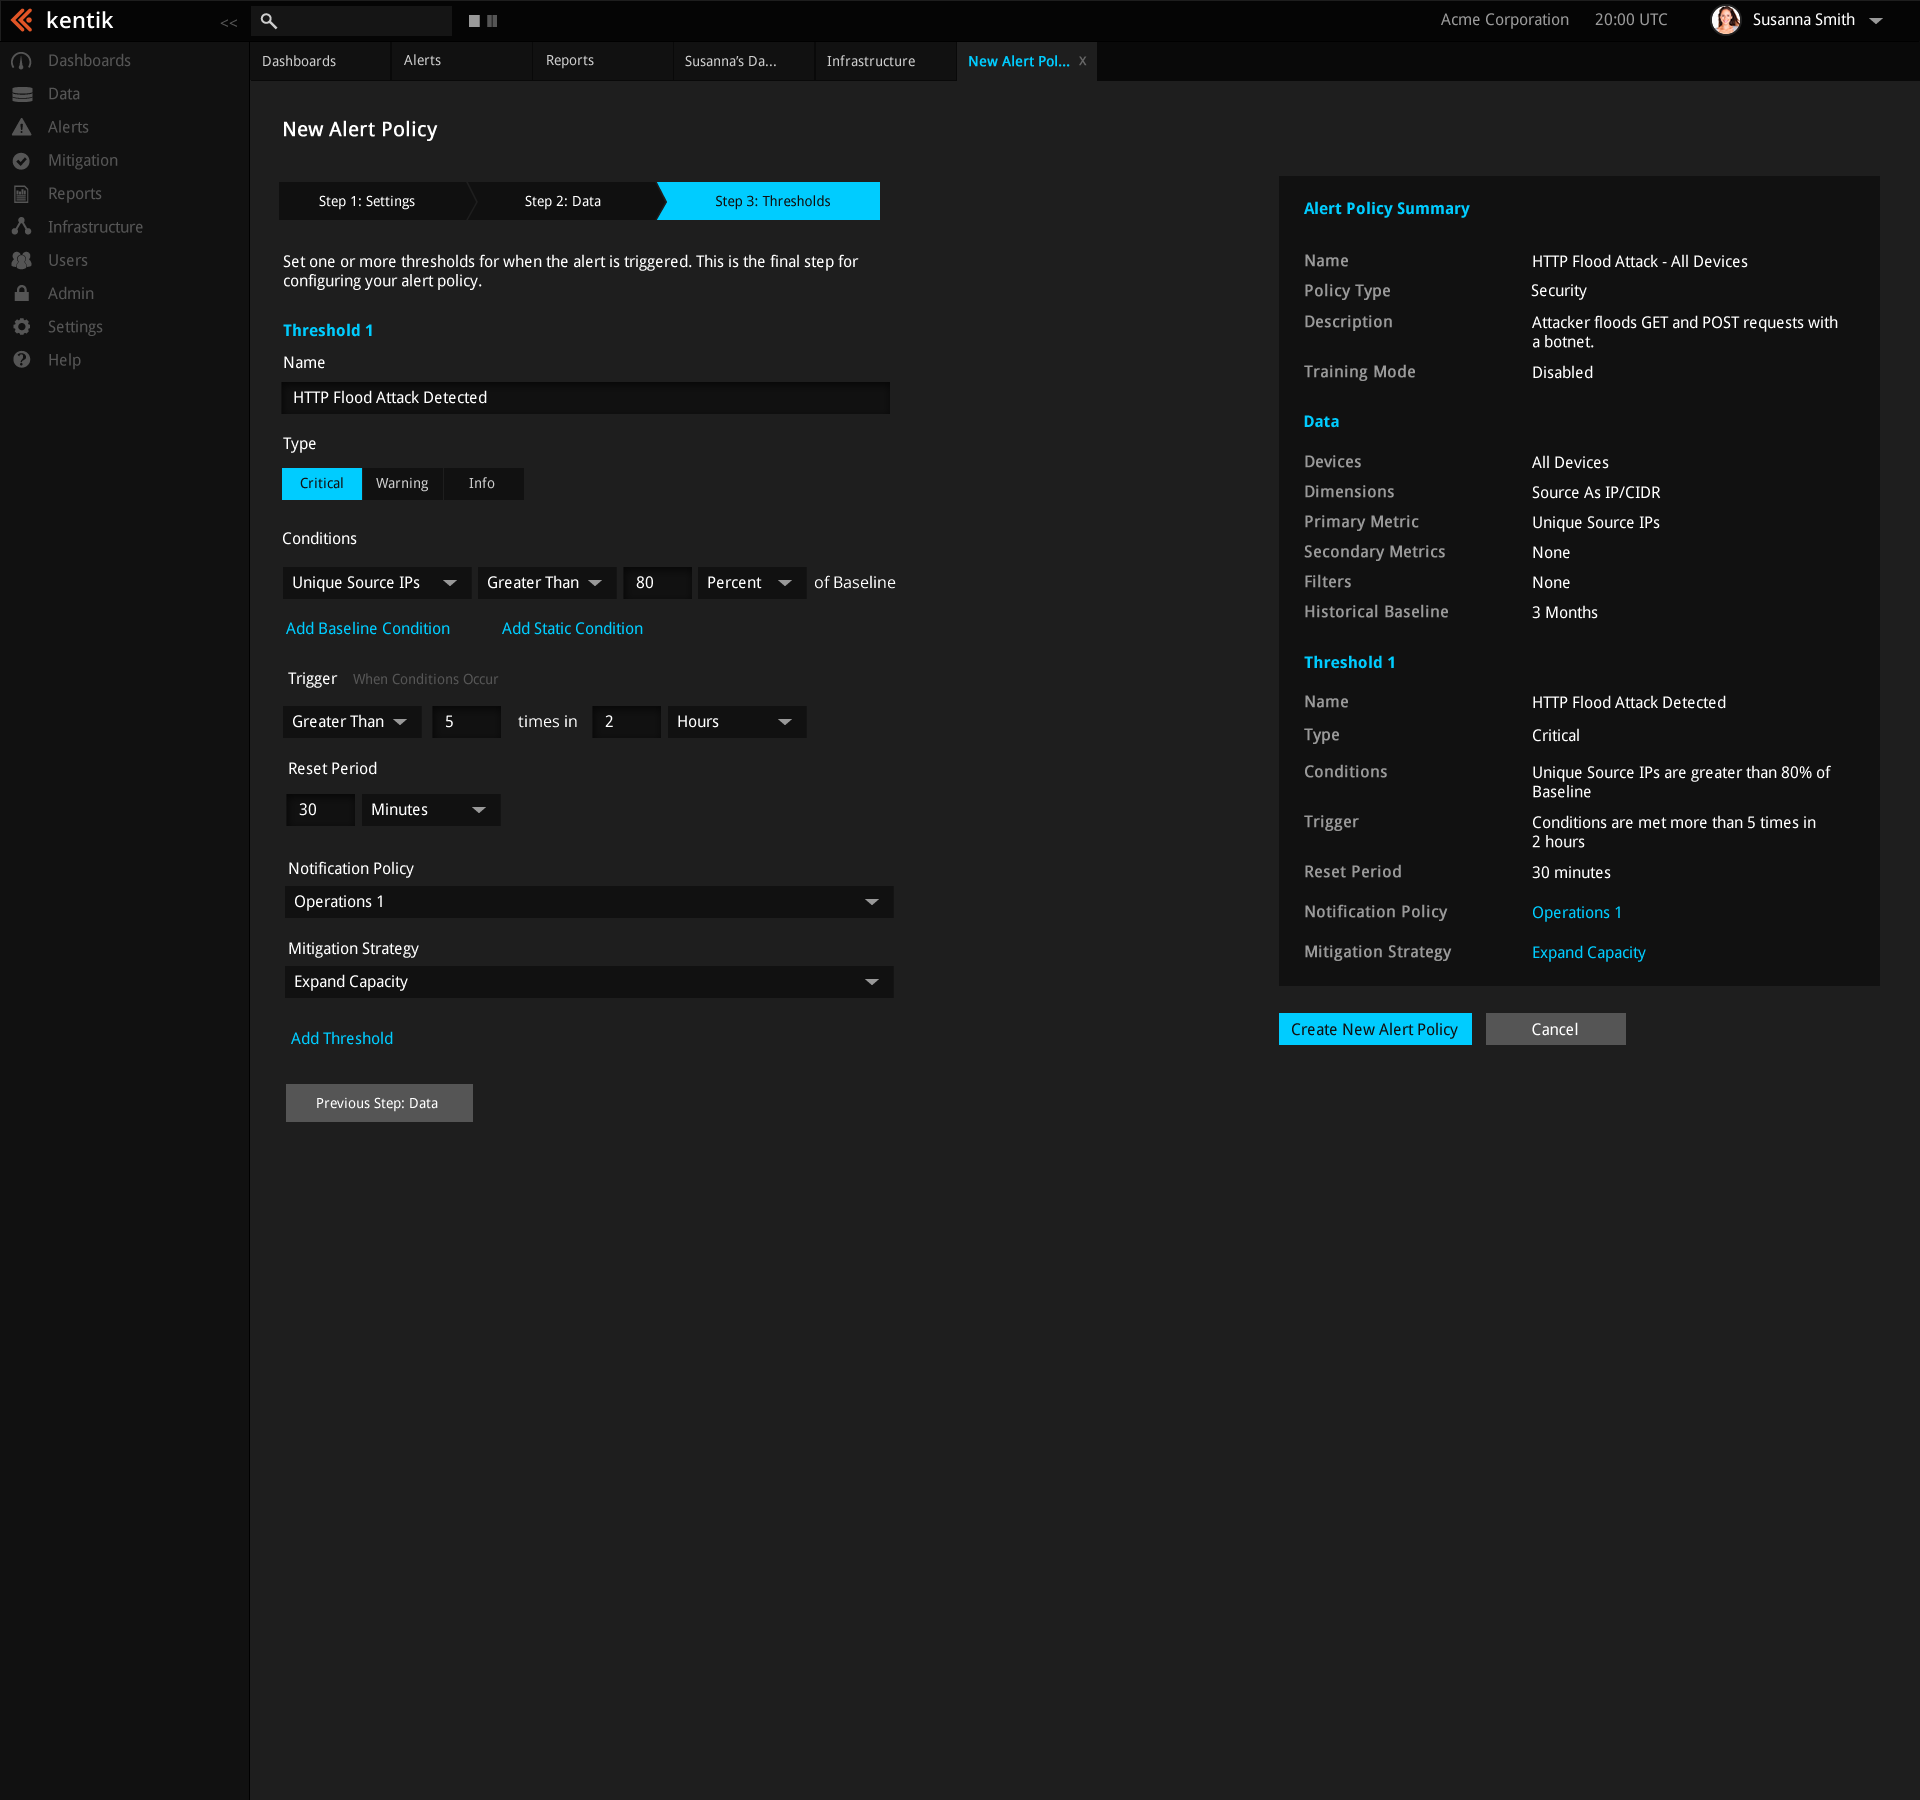 kentik
<<
Acme Corporation
20:00 UTC
Susanna Smith
Dashboards
Data
Alerts
Mitigation
Reports
Infrastructure
Users
Admin
Settings
Help
Dashboards
Alerts
Reports
Susanna's Da...
Infrastructure
New Alert Pol... X
New Alert Policy
Step 1: Settings
Step 2: Data
Step 3: Thresholds
Set one or more thresholds for when the alert is triggered. This is the final step for
configuring your alert policy.
Threshold 1
Name
HTTP Flood Attack Detected
Type
Critical
Warning
Info
Conditions
Unique Source IPs
Greater Than
80
Percent
of Baseline
Add Baseline Condition
Add Static Condition
Trigger When Conditions Occur
Greater Than
5
times in
2
Hours
Reset Period
30
Minutes
Notification Policy
Operations 1
Mitigation Strategy
Expand Capacity
Add Threshold
Previous Step: Data
Alert Policy Summary
Name
HTTP Flood Attack - All Devices
Policy Type
Security
Description
Attacker floods GET and POST requests with
a botnet.
Training Mode
Disabled
Data
Devices
All Devices
Dimensions
Source As IP/CIDR
Primary Metric
Unique Source IPs
Secondary Metrics
None
Filters
None
Historical Baseline
3 Months
Threshold 1
Name
HTTP Flood Attack Detected
Type
Critical
Conditions
Unique Source IPs are greater than 80% of
Baseline
Trigger
Conditions are met more than 5 times in
2 hours
Reset Period
30 minutes
Notification Policy
Operations 1
Mitigation Strategy
Expand Capacity
Create New Alert Policy
Cancel